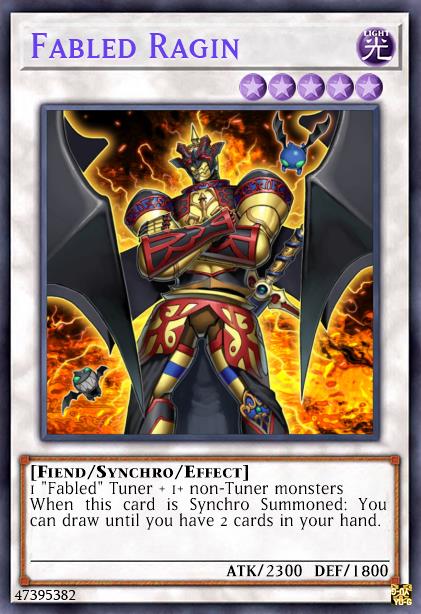 Fabled Ragin
LIGHT
光
[Fiend/Synchro/Effect]
1 "Fabled" Tuner + 1+ non-Tuner monsters
When this card is Synchro Summoned: You
can draw until you have 2 cards in your hand.
ATK/2300 DEF/1800
47395382